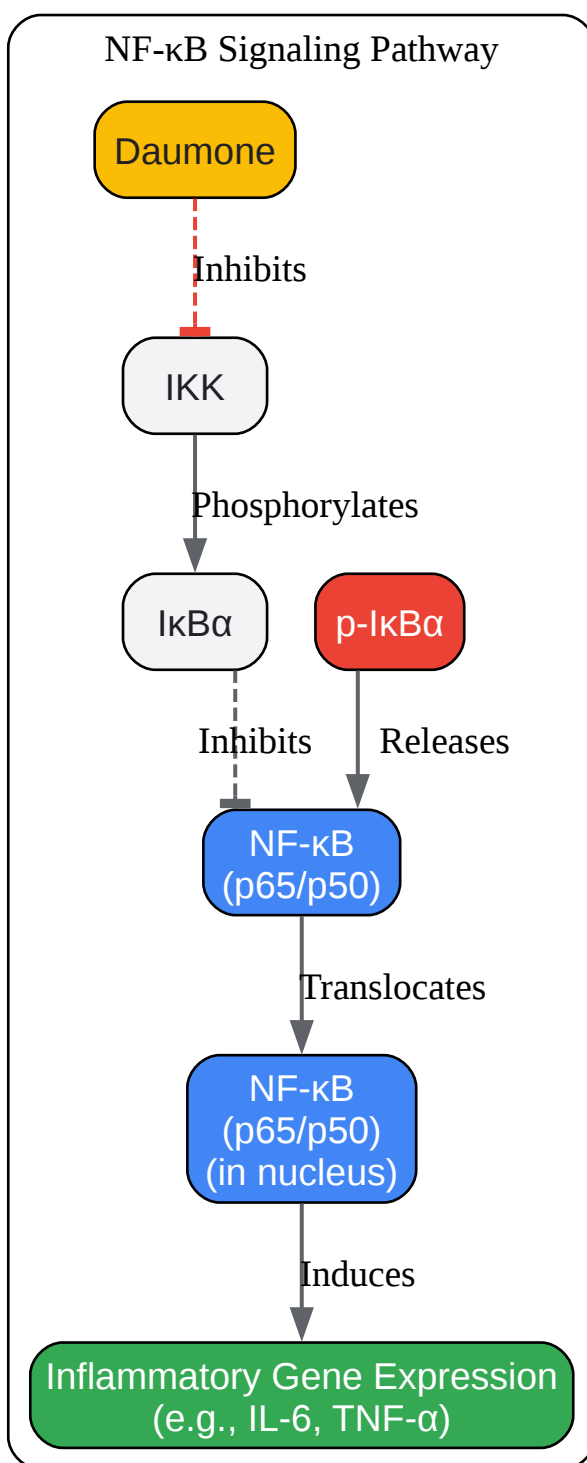 NF-κB Signaling Pathway
Daumone
Inhibits
IKK
Phosphorylates
IκBα
p-IκBα
Inhibits
Releases
NF-κB
(p65/p50)
Translocates
NF-κB
(p65/p50)
(in nucleus)
Induces
Inflammatory Gene Expression
(e.g., IL-6, TNF-α)